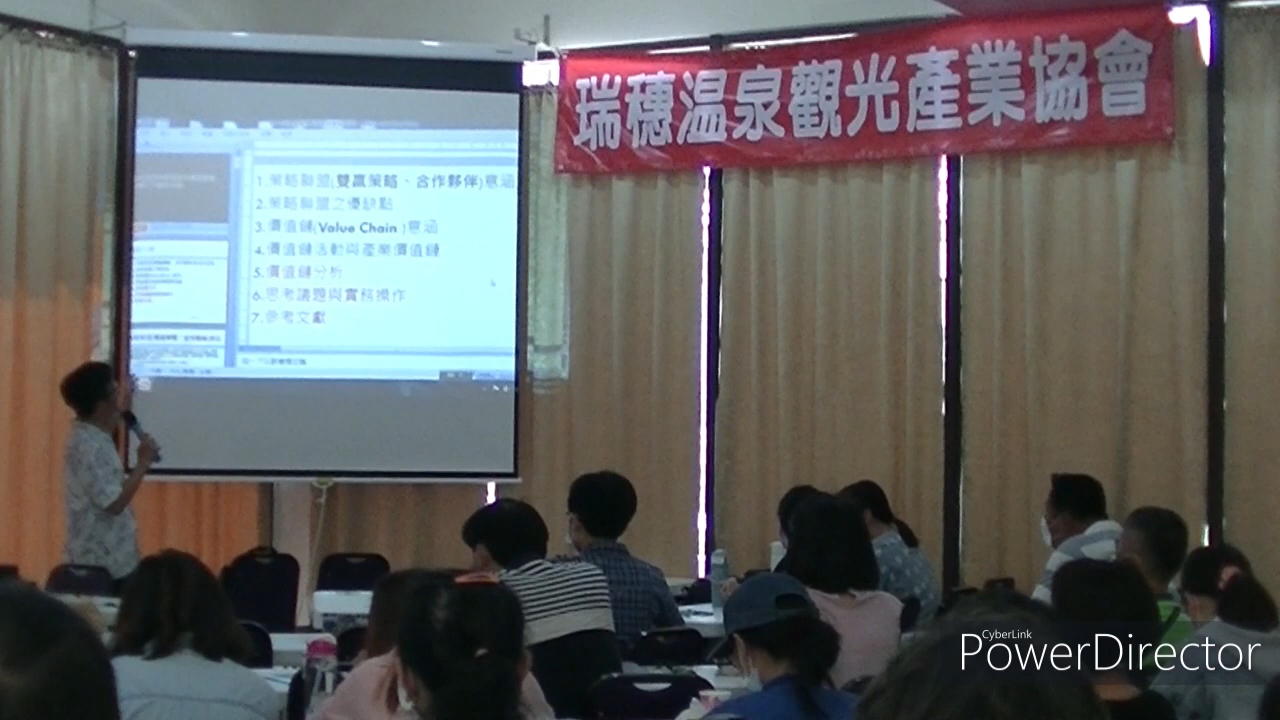 瑞穗温泉觀光產業協會
1.策略聯盟(雙贏策略、合作夥伴)意涵
2.策略聯盟之優缺點
3.價值鏈(Value Chain )意涵
4.價值鏈活動與產業價值鏈
5.價值鏈分析
6.思考議題與實務操作
7.參考文獻
CyberLink
PowerDirector